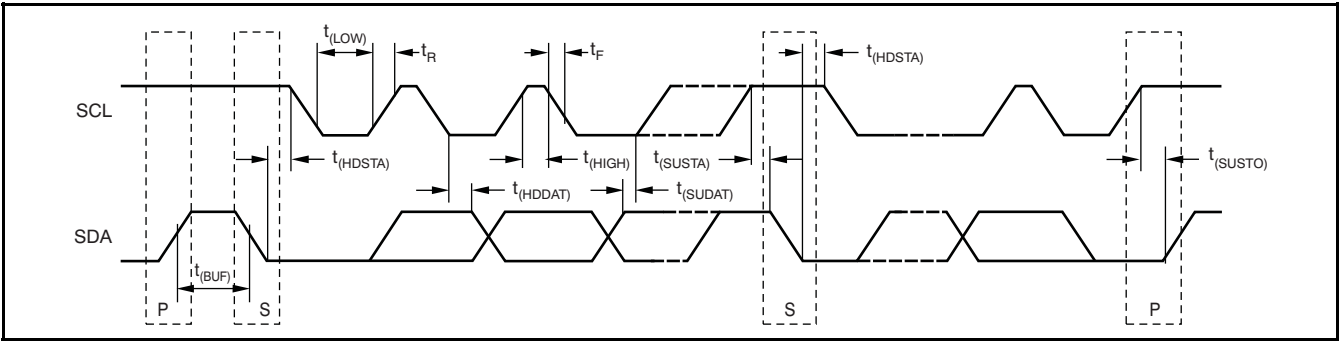 t(LOW)
tR
tF
t(HDSTA)
SCL
t(HDSTA)
t(HIGH)
t(SUSTA)
t(SUSTO)
t(HDDAT)
t(SUDAT)
SDA
t(BUF)
P
S
S
P